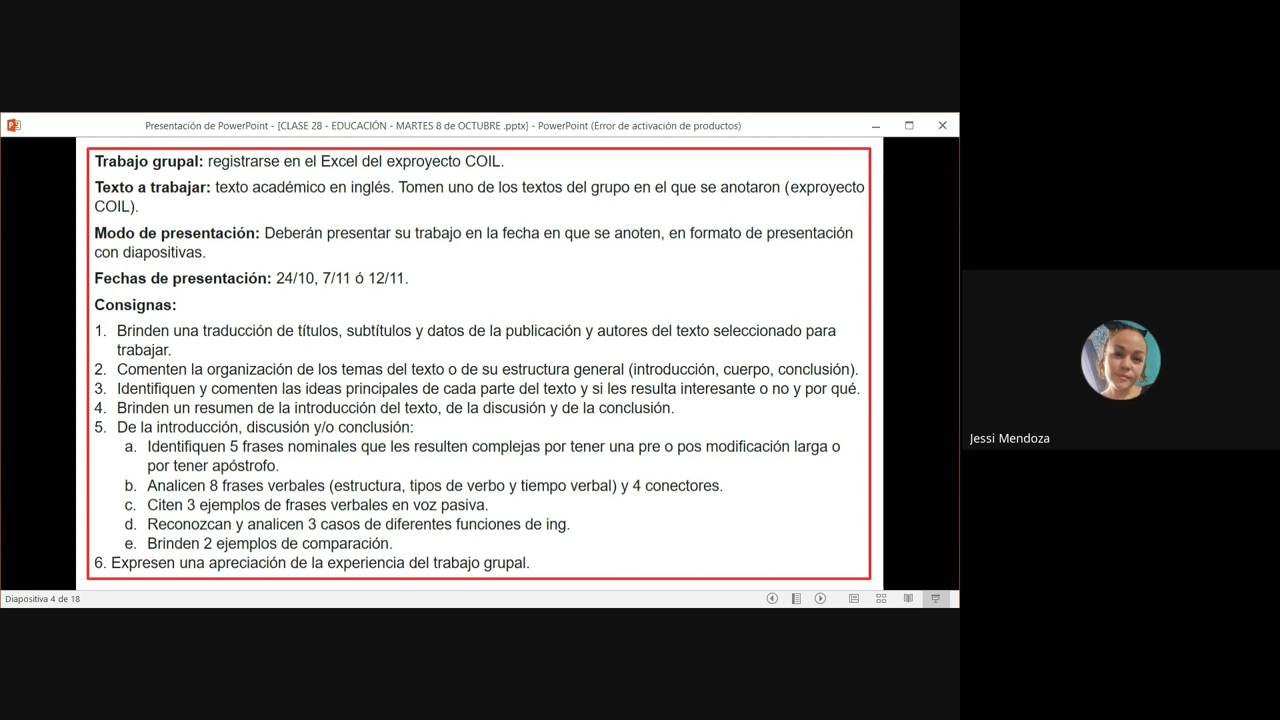 Presentación de PowerPoint - [CLASE 28 - EDUCACIÓN - MARTES 8 de OCTUBRE .pptx] - PowerPoint (Error de activación de productos)
Trabajo grupal: registrarse en el Excel del exproyecto COIL.
Texto a trabajar: texto académico en inglés. Tomen uno de los textos del grupo en el que se anotaron (exproyecto
COIL).
Modo de presentación: Deberán presentar su trabajo en la fecha en que se anoten, en formato de presentación
con diapositivas.
Fechas de presentación: 24/10, 7/11 ó 12/11.
Consignas:
1. Brinden una traducción de títulos, subtítulos y datos de la publicación y autores del texto seleccionado para
trabajar.
2. Comenten la organización de los temas del texto o de su estructura general (introducción, cuerpo, conclusión).
3. Identifiquen y comenten las ideas principales de cada parte del texto y si les resulta interesante o no y por qué.
4. Brinden un resumen de la introducción del texto, de la discusión y de la conclusión.
5. De la introducción, discusión y/o conclusión:
a. Identifiquen 5 frases nominales que les resulten complejas por tener una pre o pos modificación larga o
por tener apóstrofo.
b. Analicen 8 frases verbales (estructura, tipos de verbo y tiempo verbal) y 4 conectores.
c. Citen 3 ejemplos de frases verbales en voz pasiva.
d. Reconozcan y analicen 3 casos de diferentes funciones de ing.
e. Brinden 2 ejemplos de comparación.
6. Expresen una apreciación de la experiencia del trabajo grupal.
Diapositiva 4 de 18
Jessi Mendoza